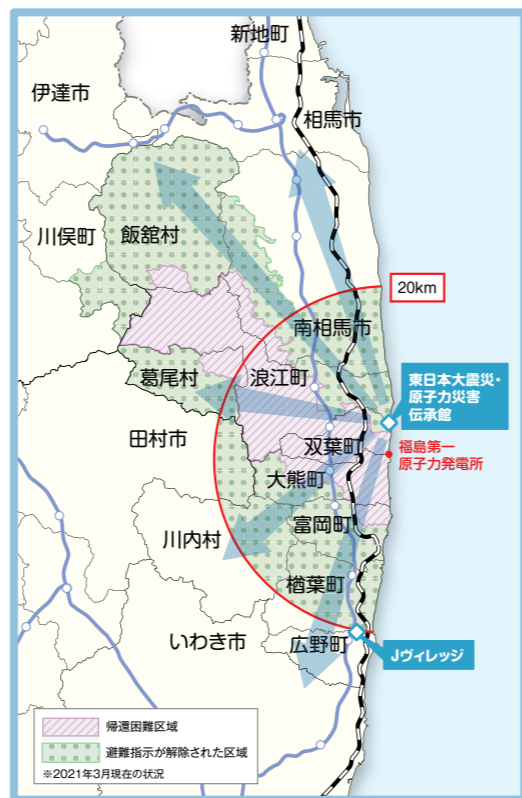 新地町
伊達市
相馬市
川俣町
飯舘村
20km
南相馬市
葛尾村
浪江町
東日本大震災・
原子力災害
伝承館
田村市
双葉町
福島第一
原子力発電所
大熊町
富岡町
川内村
楢葉町
いわき市
広野町
Jヴィレッジ
帰還困難区域
避難指示が解除された区域
※2021年3月現在の状況